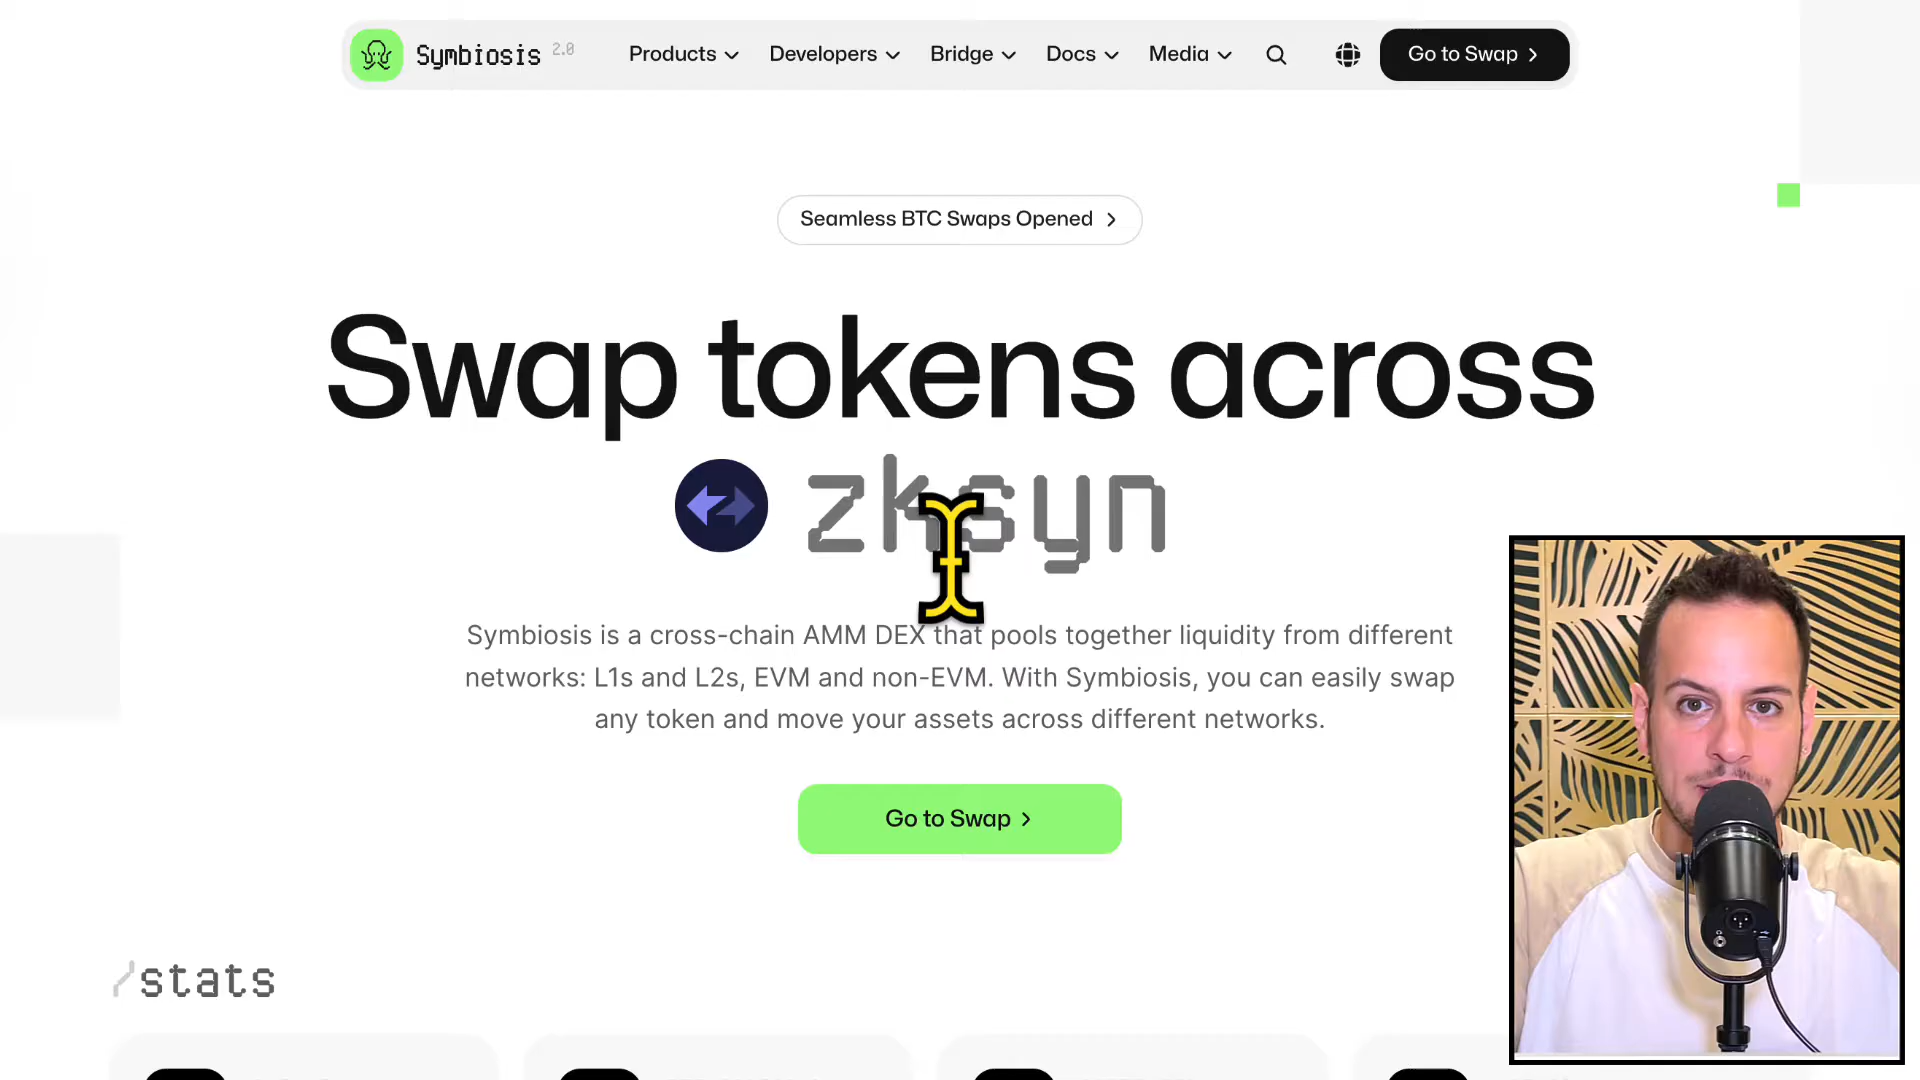 Symbiosis 2.0 Products Developers Bridge Docs Media Go to Swap
Seamless BTC Swaps Opened
Swap tokens across
zksyn
Symbiosis is a cross-chain AMM DEX that pools together liquidity from different
networks: L1s and L2s, EVM and non-EVM. With Symbiosis, you can easily swap
any token and move your assets across different networks.
Go to Swap
/stats